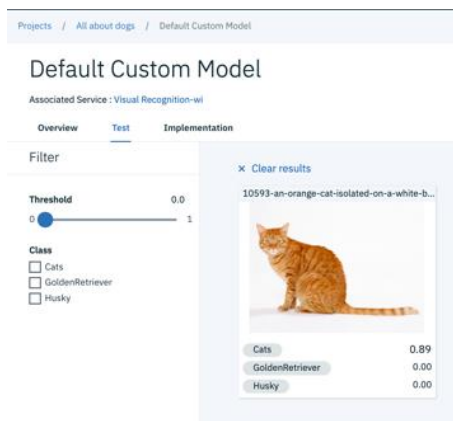 Projects / All about dogs / Default Custom Model
Default Custom Model
Associated Service : Visual Recognition-wi
Overview Test Implementation
Filter
Threshold 0.0
0 1
Class
Cats
GoldenRetriever
Husky
× Clear results
10593-an-orange-cat-isolated-on-a-white-b...
Cats 0.89
GoldenRetriever 0.00
Husky 0.00